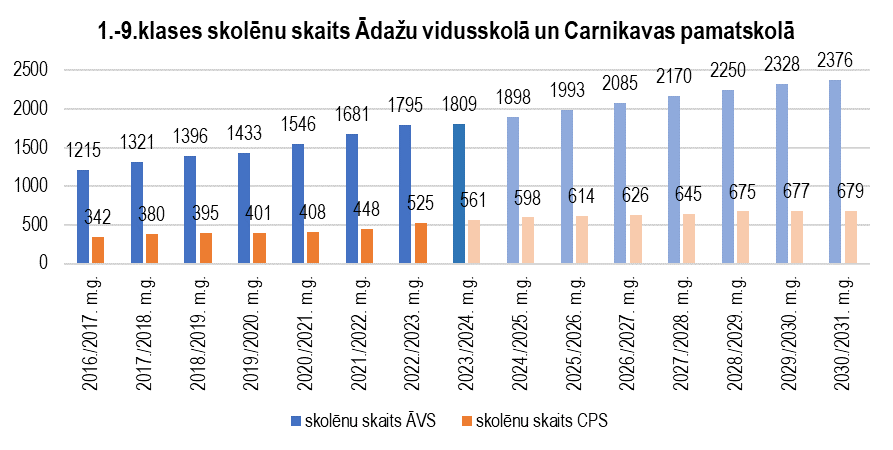 1.-9.klases skolēnu skaits Ādažu vidusskolā un Carnikavas pamatskolā
2500
2000
1500
1000
500
0
1215 1321 1396 1433 1546 1681 1795 1809 1898 1993 2085 2170 2250 2328 2376
342 380 395 401 408 448 525 561 598 614 626 645 675 677 679
2016./2017. m.g.
2017./2018. m.g.
2018./2019. m.g.
2019./2020. m.g.
2020./2021. m.g.
2021./2022. m.g.
2022./2023. m.g.
2023./2024. m.g.
2024./2025. m.g.
2025./2026. m.g.
2026./2027. m.g.
2027./2028. m.g.
2028./2029. m.g.
2029./2030. m.g.
2030./2031. m.g.
skolēnu skaits ĀVS
skolēnu skaits CPS